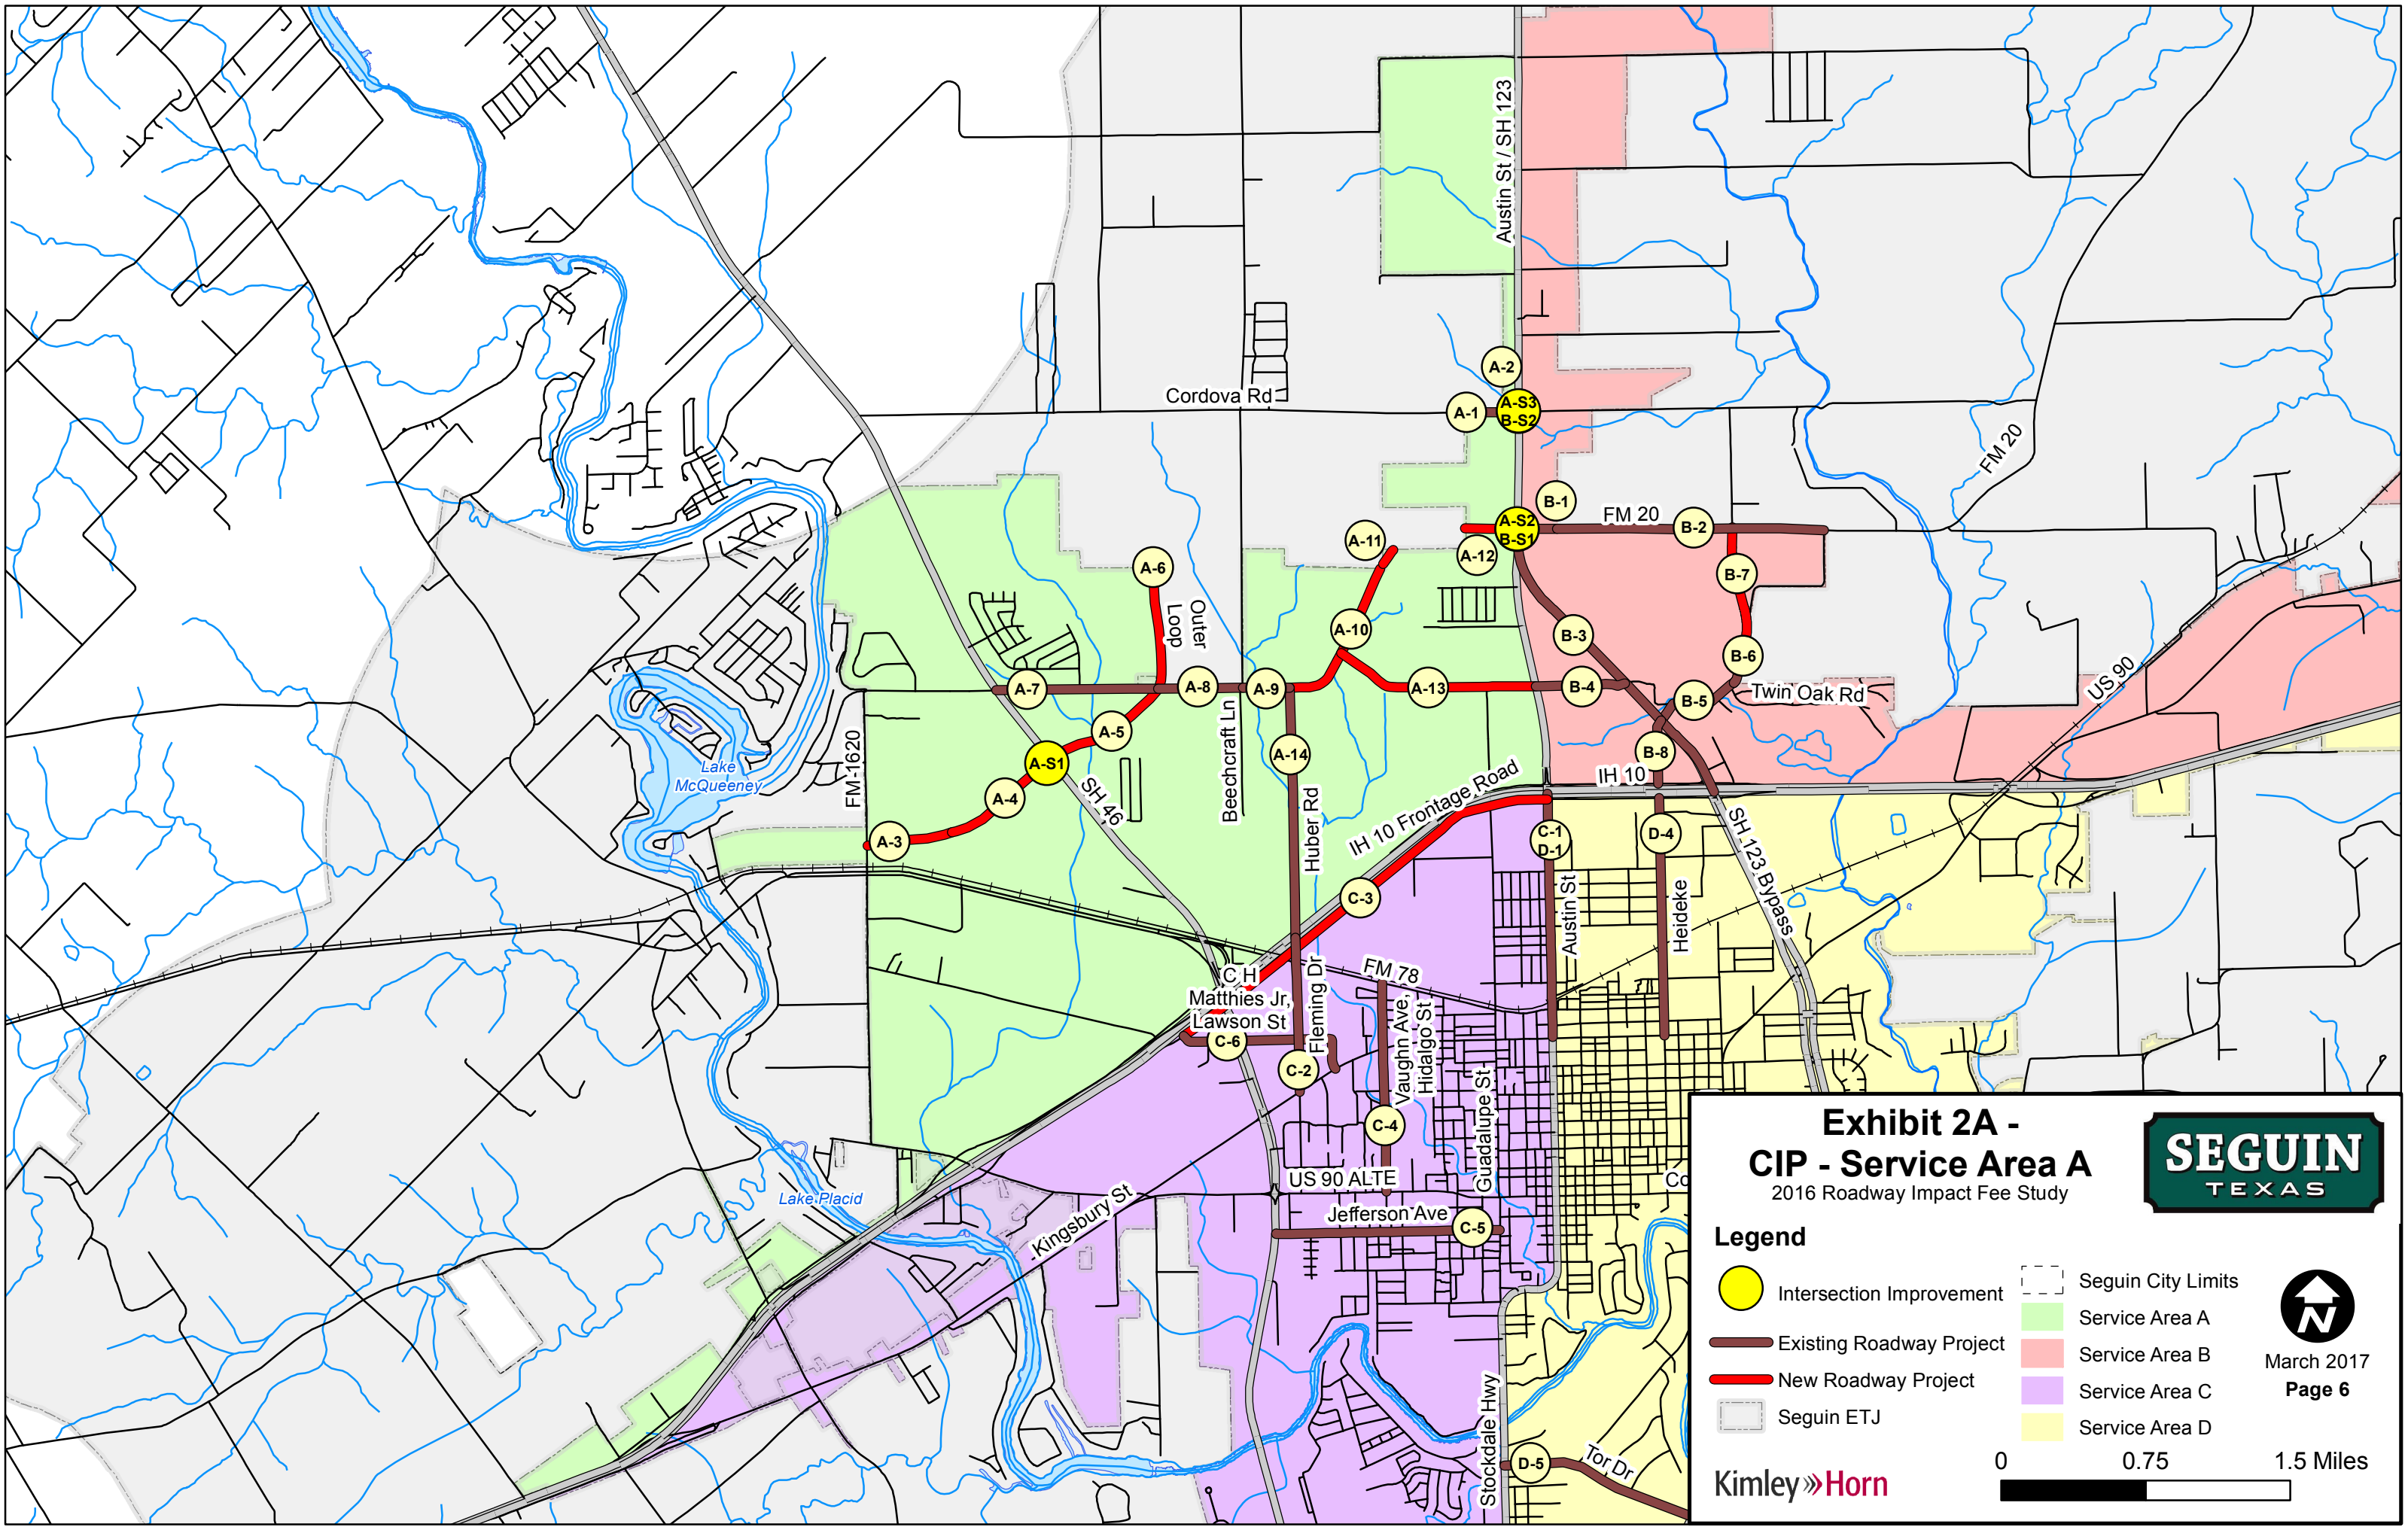 Austin St / SH 123
A-2
Cordova Rd
A-1
A-S3
B-S2
FM 20
B-1
A-S2
B-S1
FM 20
B-2
A-11
A-12
A-6
Outer
Loop
B-7
A-10
B-3
B-6
A-7
A-8
A-9
A-13
B-4
B-5
Twin Oak Rd
US 90
A-5
Beechcraft Ln
A-14
B-8
FM-1620
A-S1
Lake
McQueeney
SH 46
IH 10
A-4
Huber Rd
IH 10 Frontage Road
A-3
C-1
D-1
D-4
SH 123 Bypass
C-3
Austin St
Heideke
C H
Matthies Jr,
Lawson St
FM 78
Fleming Dr
C-6
Vaughn Ave,
Hidalgo St
C-2
Guadalupe St
C-4
Lake Placid
US 90 ALTE
Kingsbury St
Jefferson Ave
C-5
Co
Stockdale Hwy
D-5
Tor Dr
Exhibit 2A -
CIP - Service Area A
2016 Roadway Impact Fee Study
SEGUIN
TEXAS
Legend
Intersection Improvement
Existing Roadway Project
New Roadway Project
Seguin ETJ
Seguin City Limits
Service Area A
Service Area B
Service Area C
Service Area D
N
March 2017
Page 6
Kimley»Horn
0 0.75 1.5 Miles